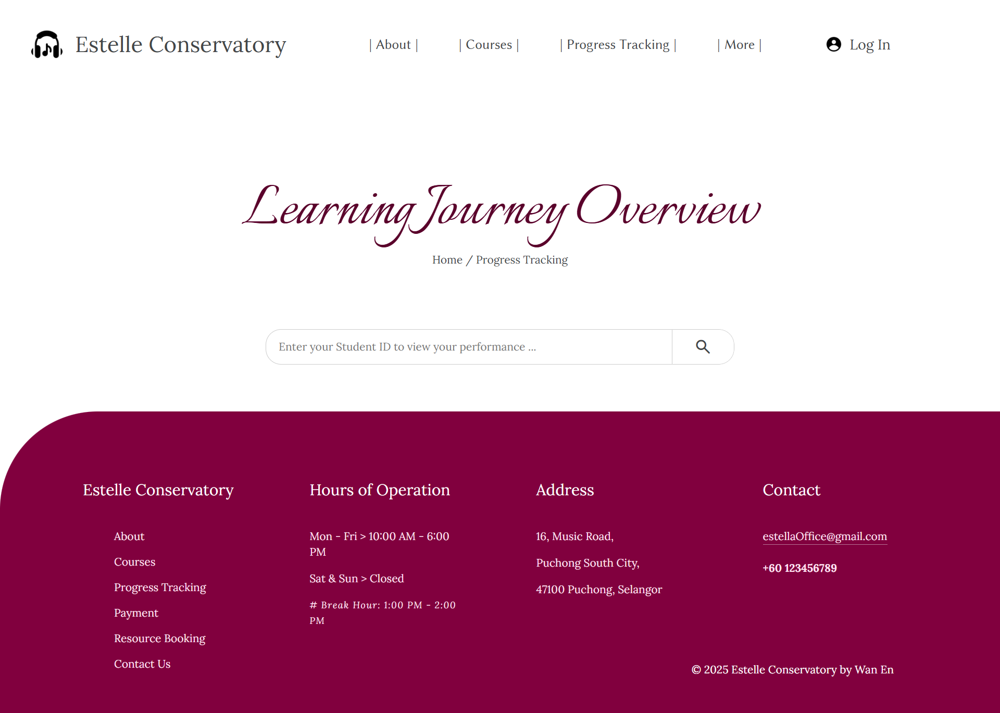 Estelle Conservatory
| About |
| Courses |
| Progress Tracking |
| More |
Log In
Learning Journey Overview
Home / Progress Tracking
Enter your Student ID to view your performance ...
Estelle Conservatory
About
Courses
Progress Tracking
Payment
Resource Booking
Contact Us
Hours of Operation
Mon - Fri > 10:00 AM - 6:00
PM
Sat & Sun > Closed
# Break Hour: 1:00 PM - 2:00
PM
Address
16, Music Road,
Puchong South City,
47100 Puchong, Selangor
Contact
estellaOffice@gmail.com
+60 123456789
© 2025 Estelle Conservatory by Wan En